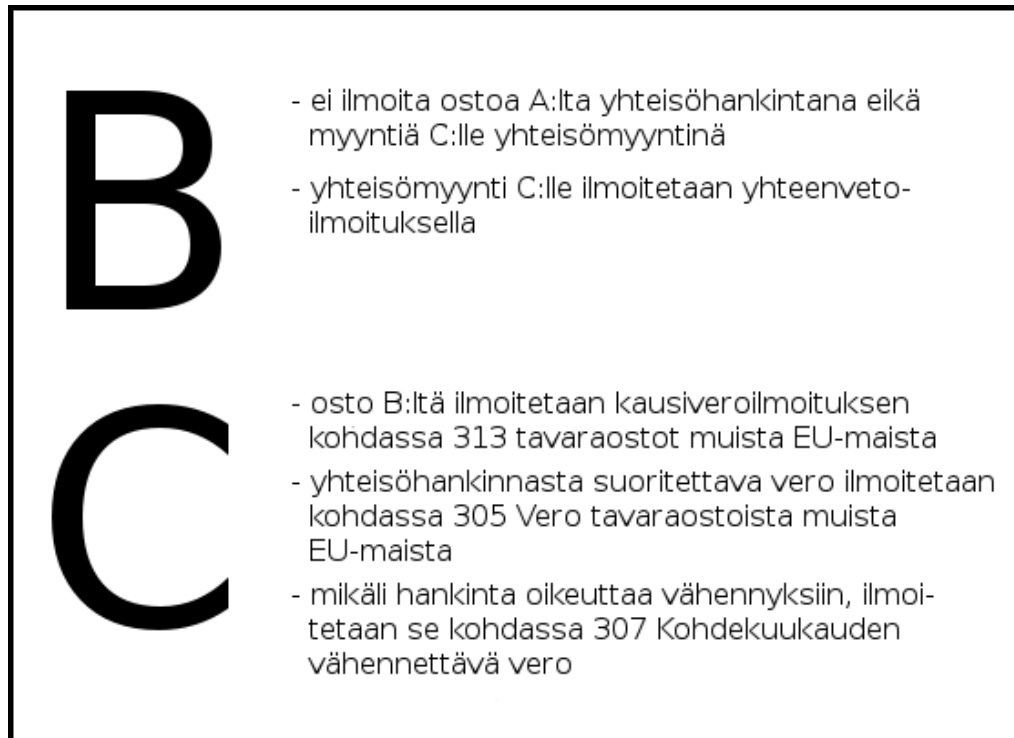 B
- ei ilmoita ostoa A:lta yhteisöhankintana eikä
myyntiä C:lle yhteisömyyntinä
- yhteisömyynti C:lle ilmoitetaan yhteenveto-
ilmoituksella
C
- osto B:ltä ilmoitetaan kausiveroilmoituksen
kohdassa 313 tavaraostot muista EU-maista
- yhteisöhankinnasta suoritettava vero ilmoitetaan
kohdassa 305 Vero tavaraostoista muista
EU-maista
- mikäli hankinta oikeuttaa vähennyksiin, ilmoi-
tetaan se kohdassa 307 Kohdekuukauden
vähennettävä vero